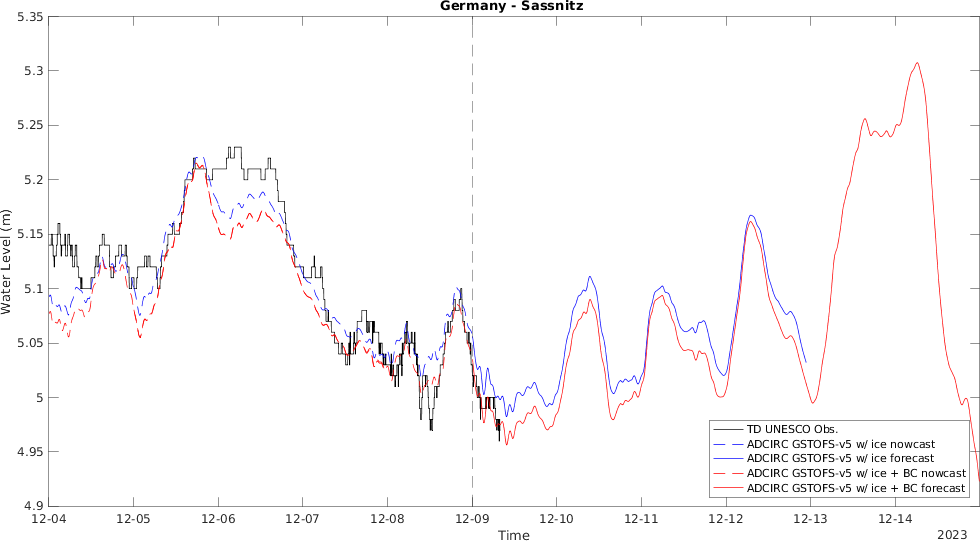 Germany - Sassnitz
5.35
5.3
5.25
5.2
5.15
5.1
5.05
5
4.95
4.9
Water Level (m)
TD UNESCO Obs.
ADCIRC GSTOFS-v5 w/ ice nowcast
ADCIRC GSTOFS-v5 w/ ice forecast
ADCIRC GSTOFS-v5 w/ ice + BC nowcast
ADCIRC GSTOFS-v5 w/ ice + BC forecast
12-04 12-05 12-06 12-07 12-08 12-09 12-10 12-11 12-12 12-13 12-14
Time
2023